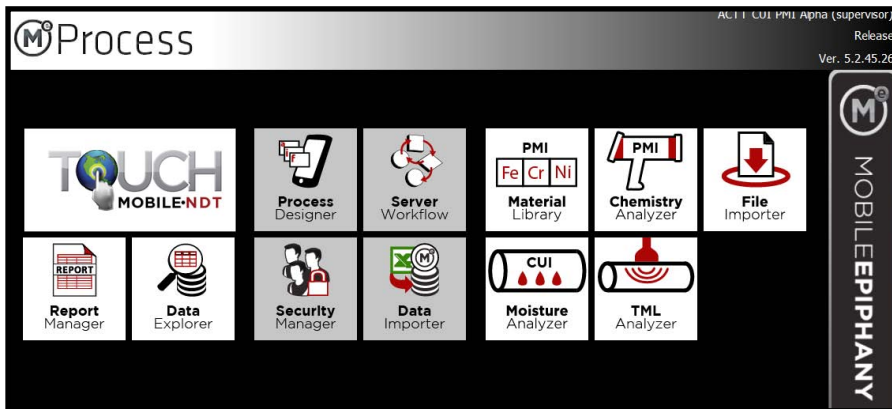 Me Process
ACTT CUI PMI Alpha (supervisor)
Release
Ver. 5.2.45.26
TOUCH
MOBILE•NDT
Process
Designer
Server
Workflow
PMI
Fe Cr Ni
Material
Library
PMI
Chemistry
Analyzer
File
Importer
REPORT
Report
Manager
Data
Explorer
Security
Manager
M
Data
Importer
CUI
Moisture
Analyzer
TML
Analyzer
Me
MOBILEEPIPHANY